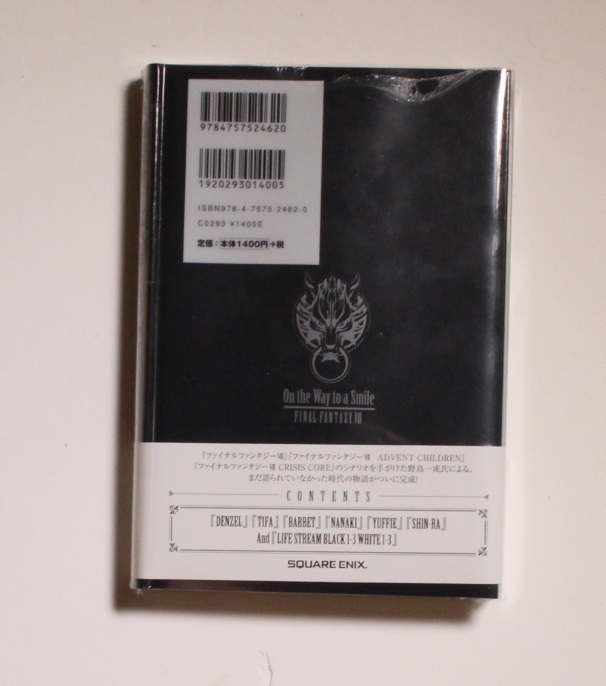 9784757524620
1920293014005
ISBN978-4-7575-2462-0
C0293 ¥1400E
定価：本体1400円+税
On the Way to a Smile
FINAL FANTASY VII
『ファイナルファンタジーVII』『ファイナルファンタジーVII ADVENT CHILDREN』
『ファイナルファンタジーVII CRISIS CORE』のシナリオを手がけた野島一成氏による、
まだ語られていなかった時代の物語がついに完成!
CONTENTS
『DENZEL』『TIFA』『BARRET』『NANAKI』『YUFFIE』『SHIN-RA』
And『LIFE STREAM BLACK 1-3 WHITE 1-3』
SQUARE ENIX.